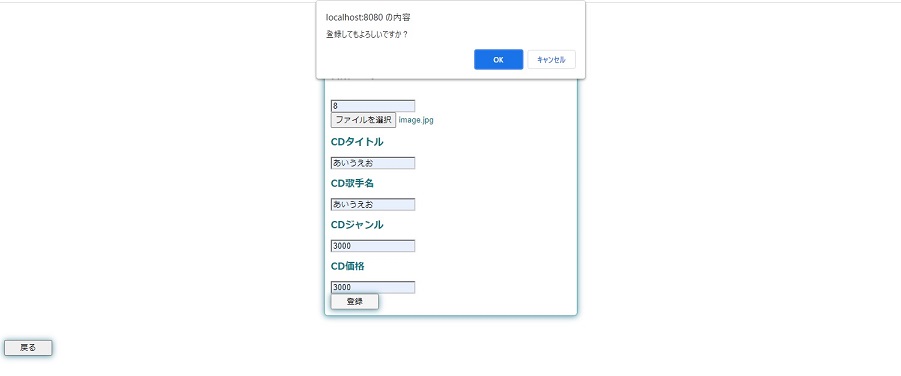 localhost:8080 の内容
登録してもよろしいですか？
OK
キャンセル
8
ファイルを選択 image.jpg
CDタイトル
あいうえお
CD歌手名
あいうえお
CDジャンル
3000
CD価格
3000
登録
戻る